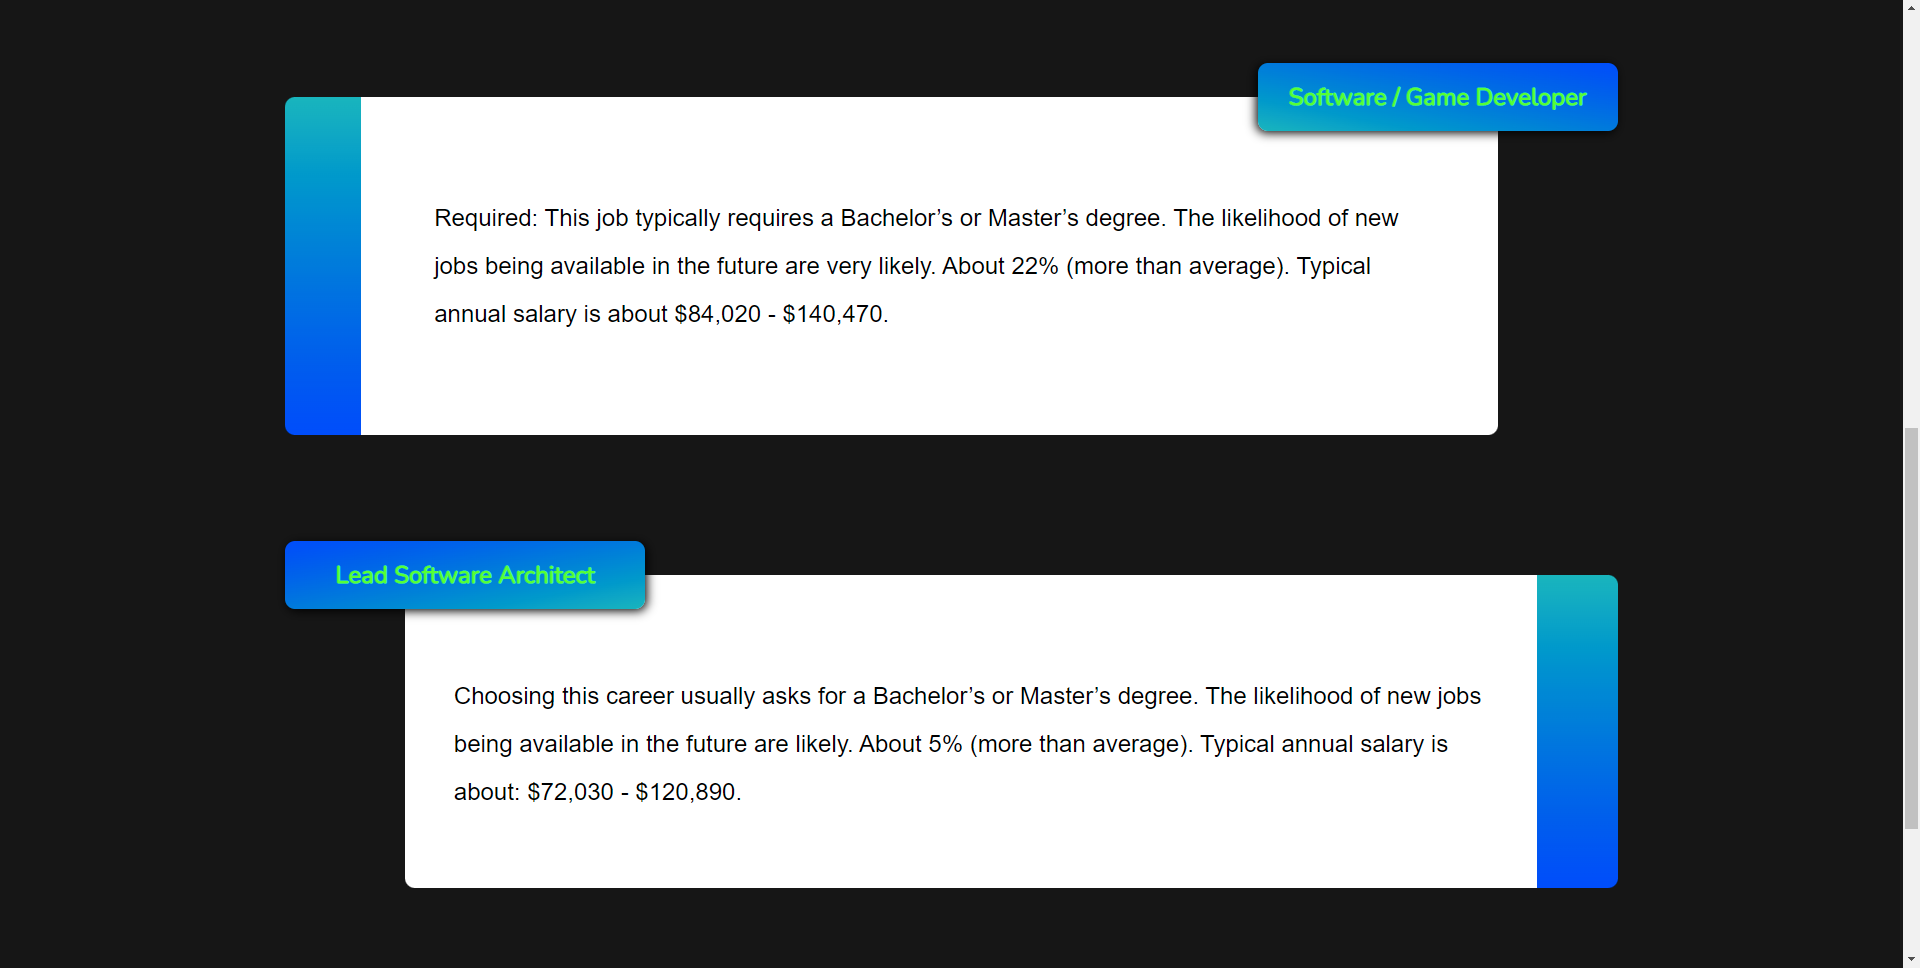 Software / Game Developer
Required: This job typically requires a Bachelor’s or Master’s degree. The likelihood of new
jobs being available in the future are very likely. About 22% (more than average). Typical
annual salary is about $84,020 - $140,470.
Lead Software Architect
Choosing this career usually asks for a Bachelor’s or Master’s degree. The likelihood of new jobs
being available in the future are likely. About 5% (more than average). Typical annual salary is
about: $72,030 - $120,890.